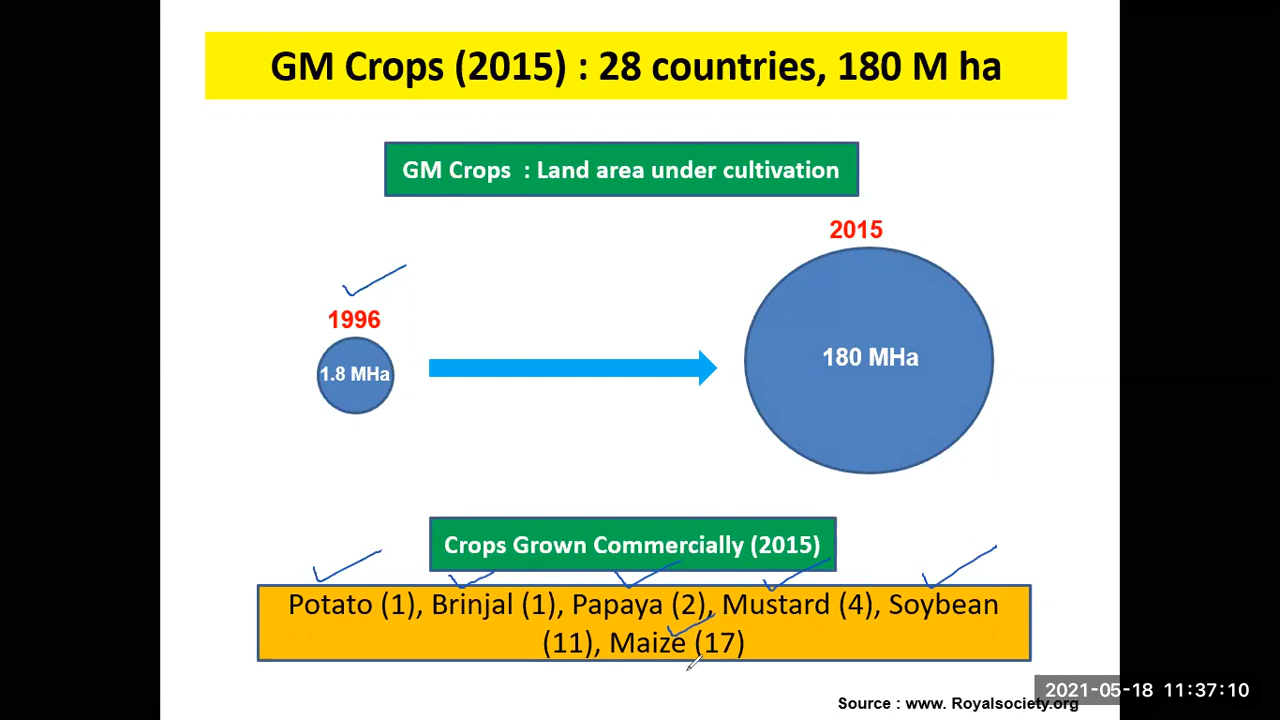 GM Crops (2015) : 28 countries, 180 M ha
GM Crops : Land area under cultivation
2015
1996
1.8 MHa
180 MHa
Crops Grown Commercially (2015)
Potato (1), Brinjal (1), Papaya (2), Mustard (4), Soybean
(11), Maize (17)
Source : www. Royalsociety.org
2021-05-18 11:37:10